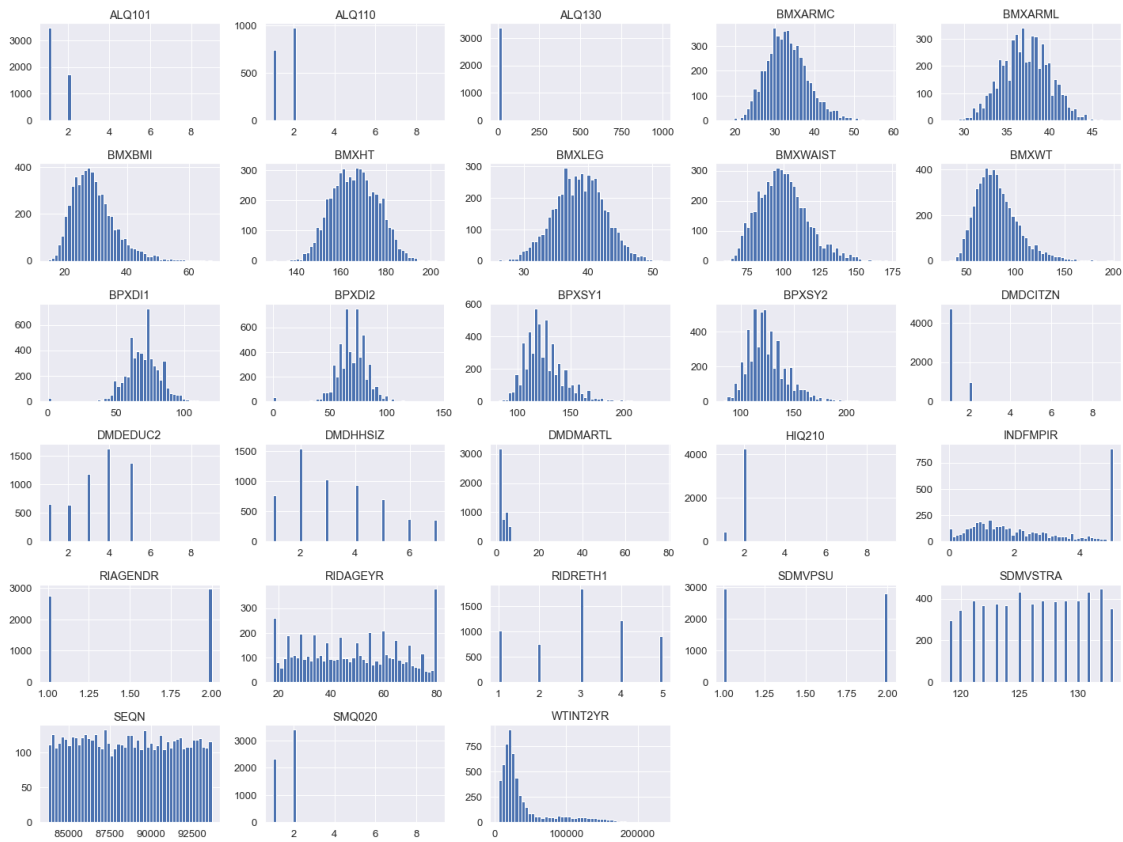 ALQ101 ALQ110 ALQ130 BMXARMC BMXARML
3000 2000 1000 0
1000 500 0
3000 2000 1000 0
300 200 100 0
300 200 100 0
2 4 6 8
2 4 6 8
0 250 500 750 1000
20 30 40 50 60
30 35 40 45
BMXBMI BMXHT BMXLEG BMXWAIST BMXWT
400 200 0
300 200 100 0
300 200 100 0
300 200 100 0
400 200 0
20 40 60
140 160 180 200
30 40 50
75 100 125 150 175
50 100 150 200
BPXDI1 BPXDI2 BPXSY1 BPXSY2 DMDCITZN
600 400 200 0
600 400 200 0
600 400 200 0
400 200 0
4000 2000 0
0 50 100
0 50 100 150
100 150 200
100 150 200
2 4 6 8
DMDEDUC2 DMDHHSIZ DMDMARTL HIQ210 INDFMPIR
1500 1000 500 0
1500 1000 500 0
3000 2000 1000 0
4000 2000 0
750 500 250 0
2 4 6 8
2 4 6
0 20 40 60 80
2 4 6 8
0 2 4
RIAGENDR RIDAGEYR RIDRETH1 SDMVPSU SDMVSTRA
3000 2000 1000 0
300 200 100 0
1500 1000 500 0
3000 2000 1000 0
400 200 0
1.00 1.25 1.50 1.75 2.00
20 30 40 50 60 70 80
1 2 3 4 5
1.00 1.25 1.50 1.75 2.00
120 125 130
SEQN SMQ020 WTINT2YR
100 50 0
3000 2000 1000 0
750 500 250 0
85000 87500 90000 92500
2 4 6 8
0 100000 200000